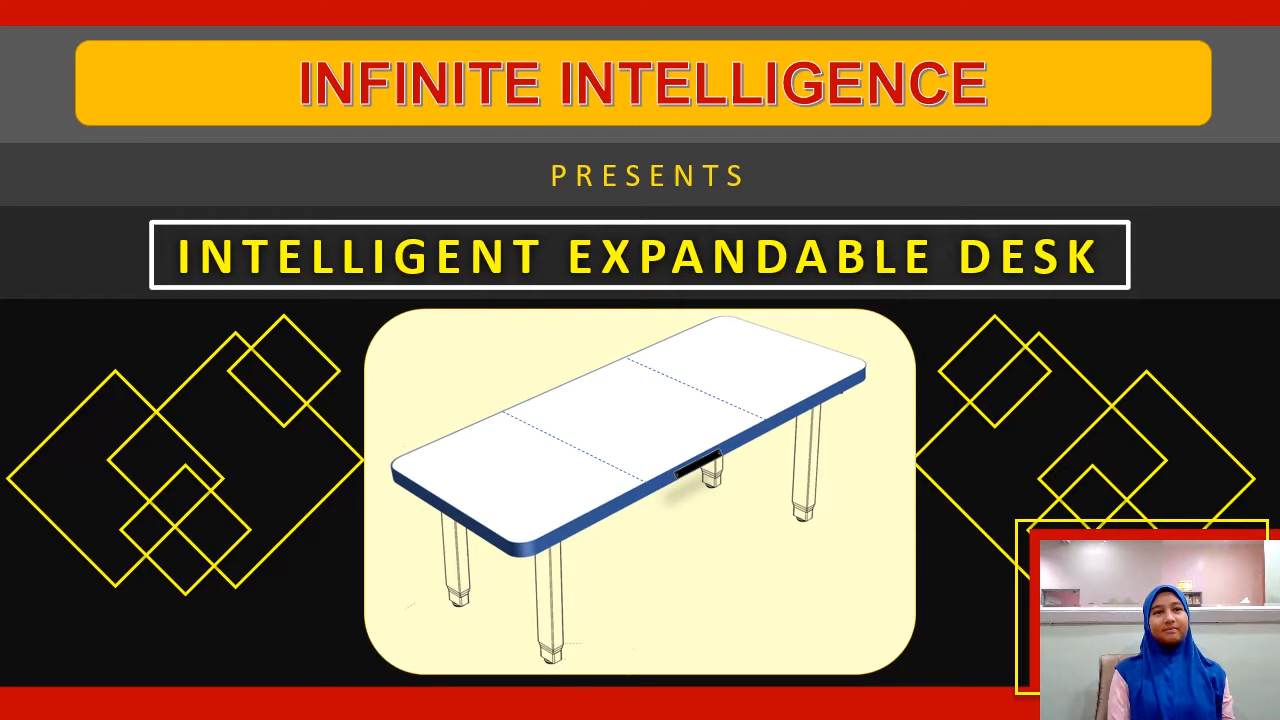 INFINITE INTELLIGENCE
PRESENTS
INTELLIGENT EXPANDABLE DESK